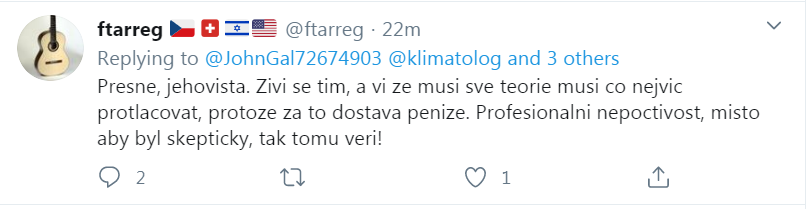 ftarreg 🇨🇿🇨🇭🇮🇱🇺🇸 @ftarreg · 22m
Replying to @JohnGal72674903 @klimatolog and 3 others
Presne, jehovista. Zivi se tim, a vi ze musi sve teorie musi co nejvic
protlacovat, protoze za to dostava penize. Profesionalni nepoctivost, misto
aby byl skepticky, tak tomu veri!
2 1